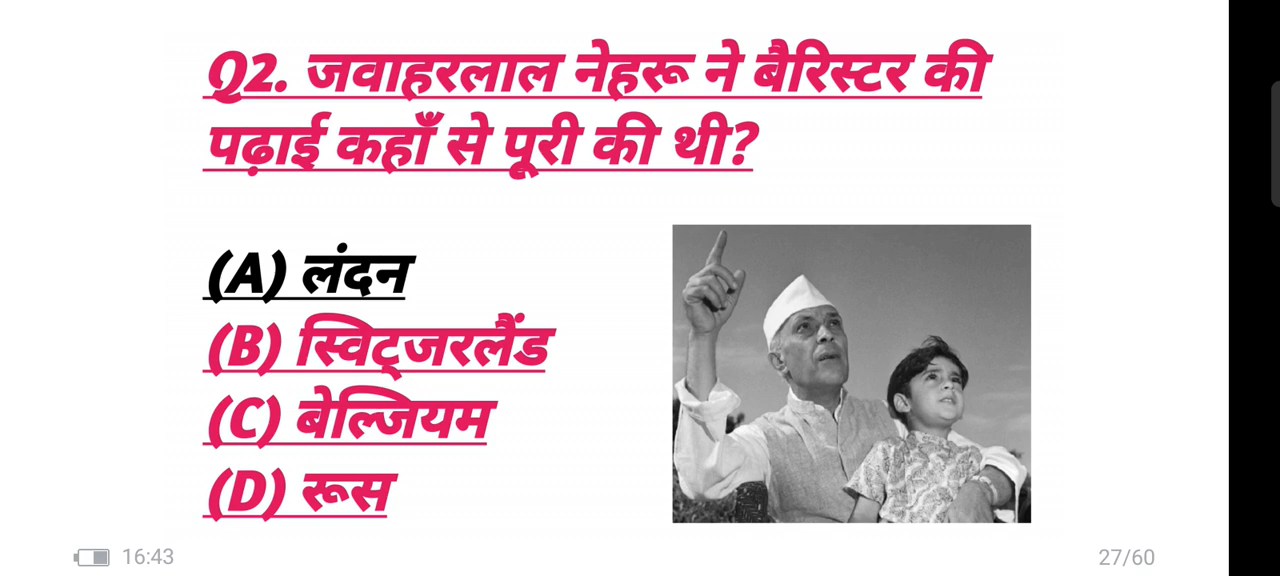 Q2. जवाहरलाल नेहरू ने बैरिस्टर की
पढ़ाई कहाँ से पूरी की थी?
(A) लंदन
(B) स्विट्जरलैंड
(C) बेल्जियम
(D) रूस
16:43
27/60